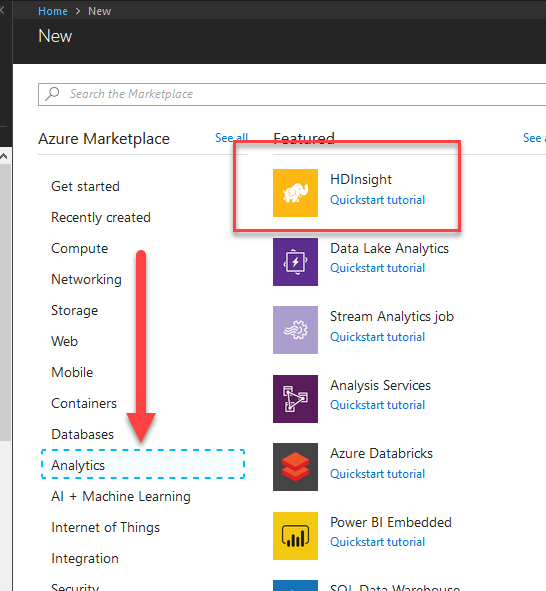 Home > New
New
Search the Marketplace
Azure Marketplace
See all
Get started
Recently created
Compute
Networking
Storage
Web
Mobile
Containers
Databases
Analytics
AI + Machine Learning
Internet of Things
Integration
Security
Featured
See a
HDInsight
Quickstart tutorial
Data Lake Analytics
Quickstart tutorial
Stream Analytics job
Quickstart tutorial
Analysis Services
Quickstart tutorial
Azure Databricks
Quickstart tutorial
Power BI Embedded
Quickstart tutorial
SQL Data Warehouse